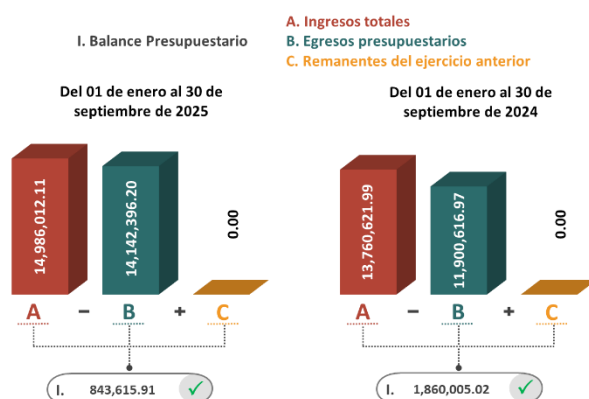 I. Balance Presupuestario
A. Ingresos totales
B. Egresos presupuestarios
C. Remanentes del ejercicio anterior
Del 01 de enero al 30 de
septiembre de 2025
14,986,012.11
14,142,396.20
0.00
A – B + C
I. 843,615.91
Del 01 de enero al 30 de
septiembre de 2024
13,760,621.99
11,900,616.97
0.00
A – B + C
I. 1,860,005.02